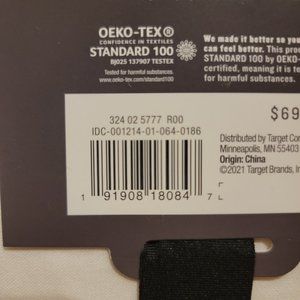 OEKO-TEX®
CONFIDENCE IN TEXTILES
STANDARD 100
BJ025 137907 TESTEX
Tested for harmful substances.
www.oeko-tex.com/standard100
We made it better so you
can feel better. This pro
STANDARD 100 by OEKO-
certified, meaning it is te
for harmful substances.
324 02 5777 R00
IDC-001214-01-064-0186
1 91908 18084 7
$69
Distributed by Target Cor
Minneapolis, MN 55403
Origin: China
©2021 Target Brands, In